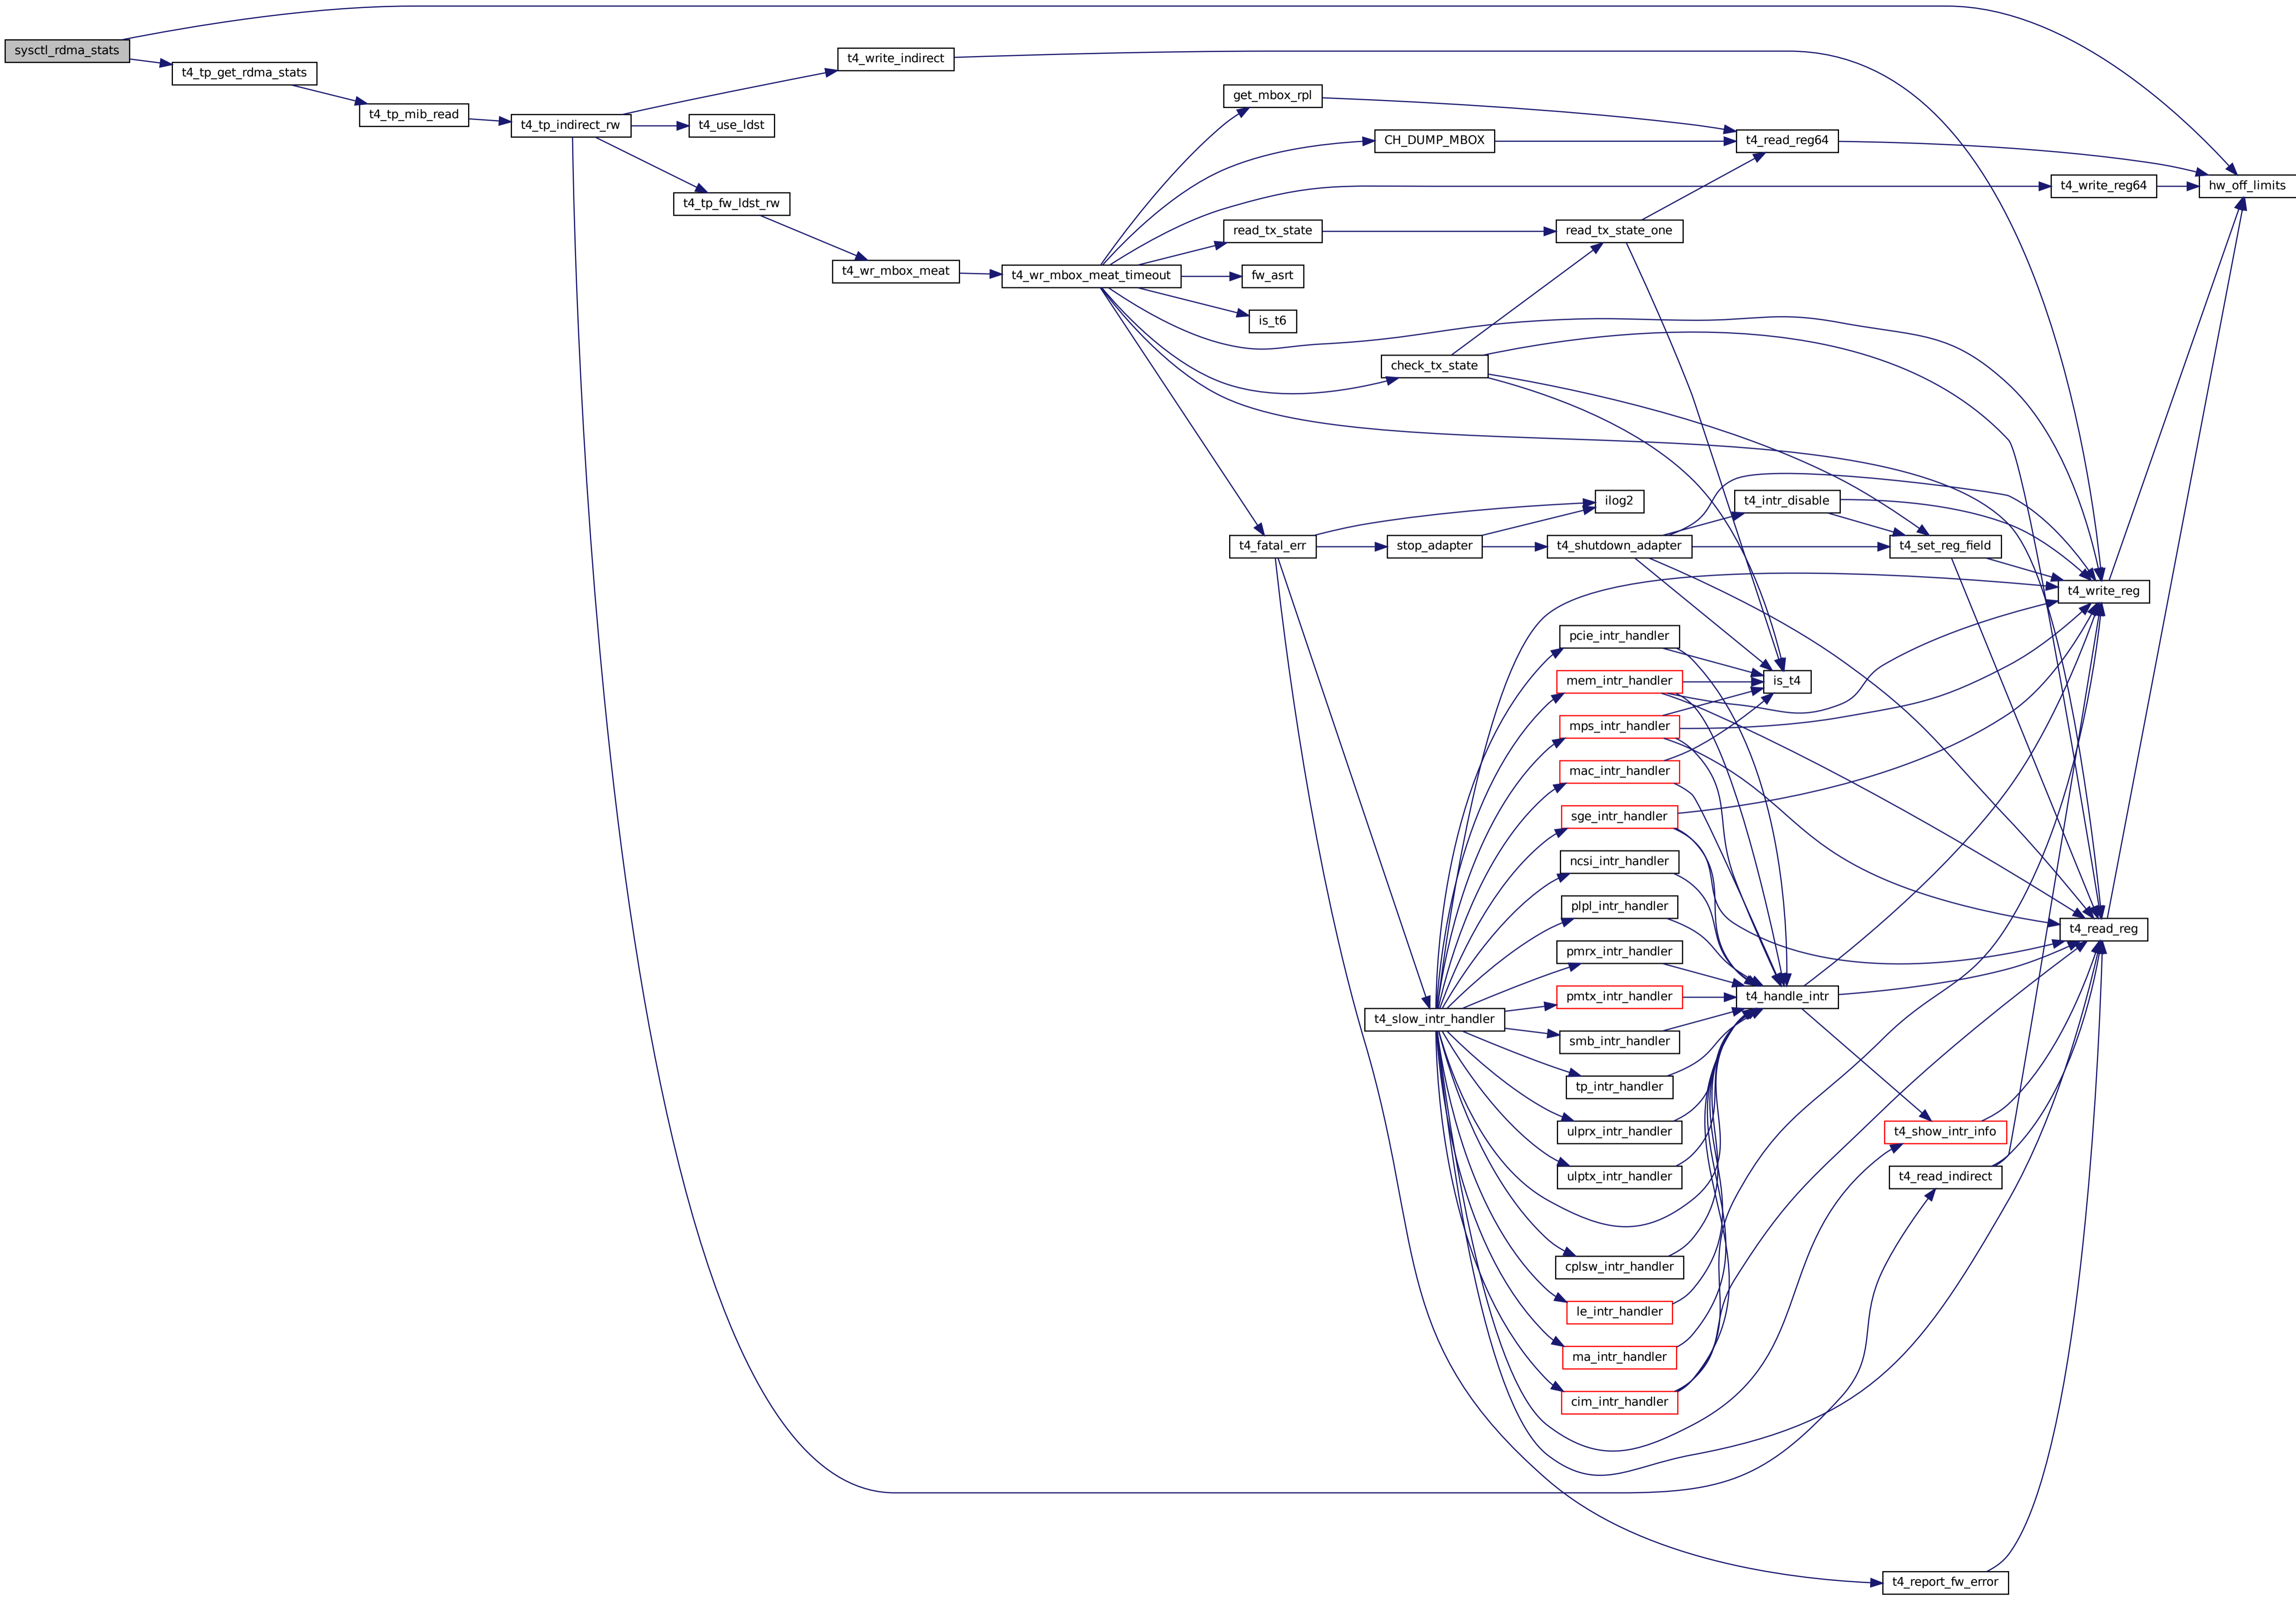 sysctl_rdma_stats
t4_tp_get_rdma_stats
t4_tp_mib_read
t4_tp_indirect_rw
t4_write_indirect
t4_use_ldst
t4_tp_fw_ldst_rw
t4_wr_mbox_meat
t4_wr_mbox_meat_timeout
get_mbox_rpl
CH_DUMP_MBOX
t4_read_reg64
t4_write_reg64
hw_off_limits
read_tx_state
read_tx_state_one
fw_asrt
is_t6
check_tx_state
ilog2
t4_intr_disable
t4_fatal_err
stop_adapter
t4_shutdown_adapter
t4_set_reg_field
t4_write_reg
pcie_intr_handler
mem_intr_handler
is_t4
mps_intr_handler
mac_intr_handler
sge_intr_handler
ncsi_intr_handler
plpl_intr_handler
t4_read_reg
pmrx_intr_handler
pmtx_intr_handler
t4_handle_intr
t4_slow_intr_handler
smb_intr_handler
tp_intr_handler
ulprx_intr_handler
t4_show_intr_info
ulptx_intr_handler
t4_read_indirect
cplsw_intr_handler
le_intr_handler
ma_intr_handler
cim_intr_handler
t4_report_fw_error